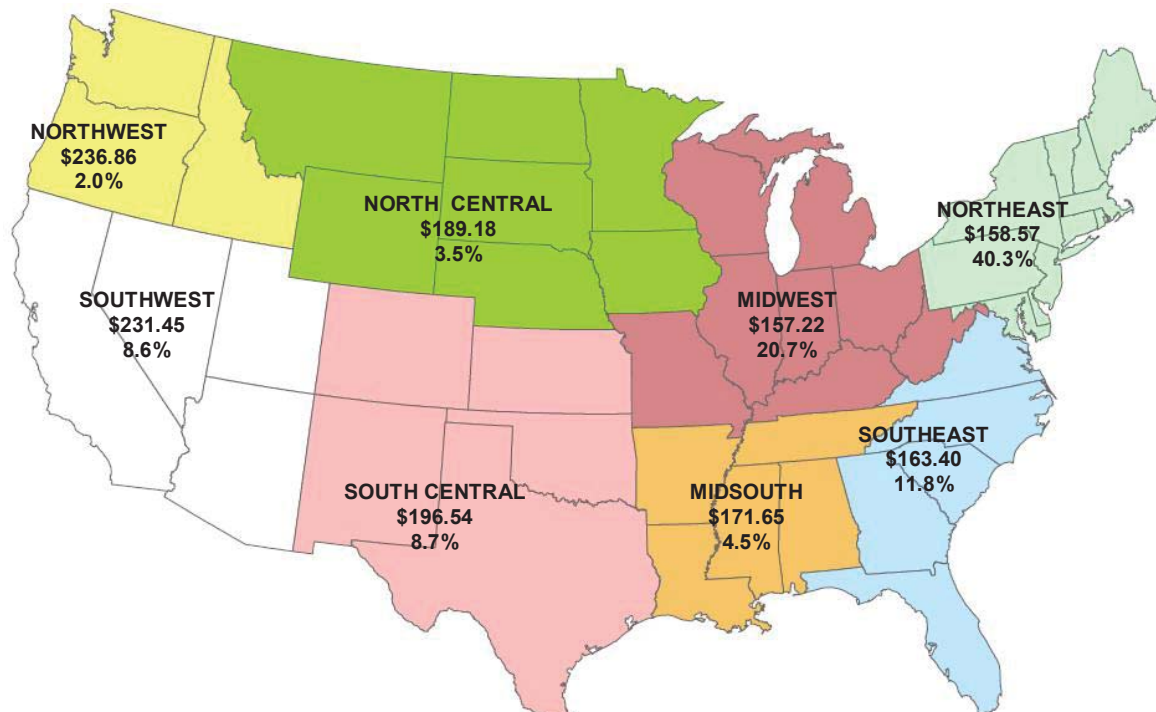 NORTHWEST
$236.86
2.0%
NORTH CENTRAL
$189.18
3.5%
NORTHEAST
$158.57
40.3%
SOUTHWEST
$231.45
8.6%
MIDWEST
$157.22
20.7%
SOUTHEAST
$163.40
11.8%
SOUTH CENTRAL
$196.54
8.7%
MIDSOUTH
$171.65
4.5%